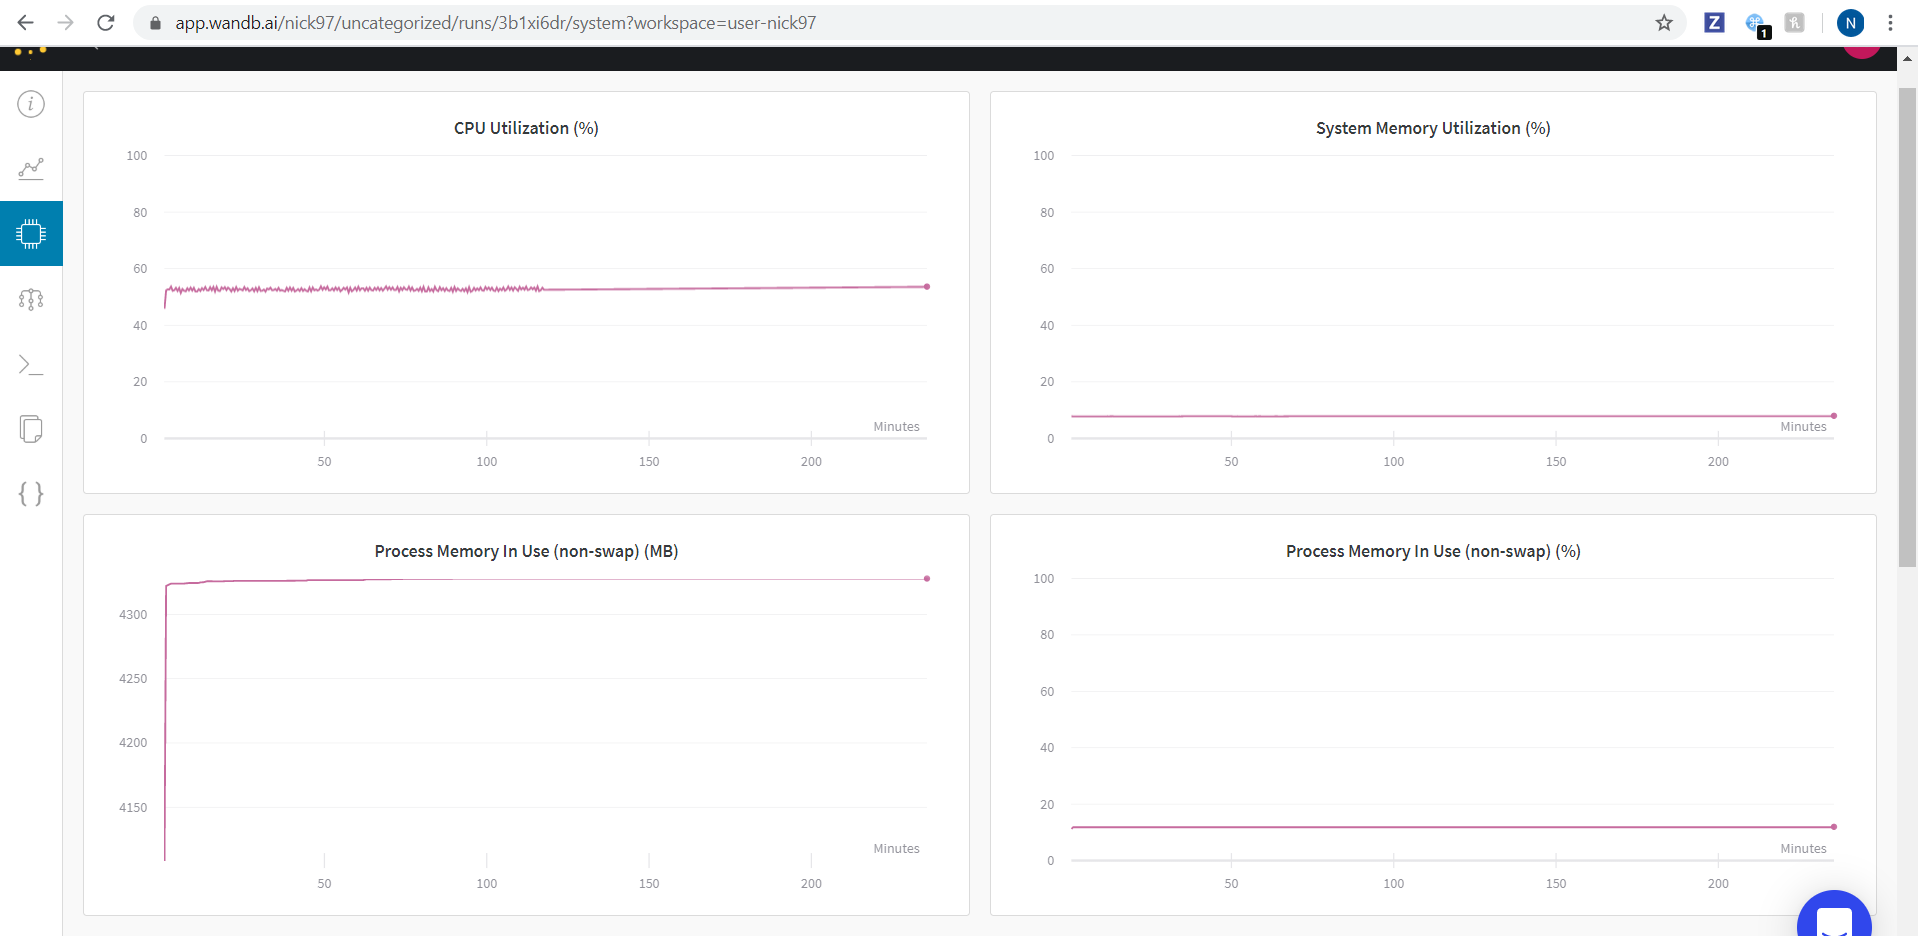 app.wandb.ai/nick97/uncategorized/runs/3b1xi6dr/system?workspace=user-nick97
Z
1
h
N
i
CPU Utilization (%)
100
80
60
40
20
0
Minutes
50 100 150 200
System Memory Utilization (%)
100
80
60
40
20
0
Minutes
50 100 150 200
>_
{ }
Process Memory In Use (non-swap) (MB)
4300
4250
4200
4150
Minutes
50 100 150 200
Process Memory In Use (non-swap) (%)
100
80
60
40
20
0
Minutes
50 100 150 200